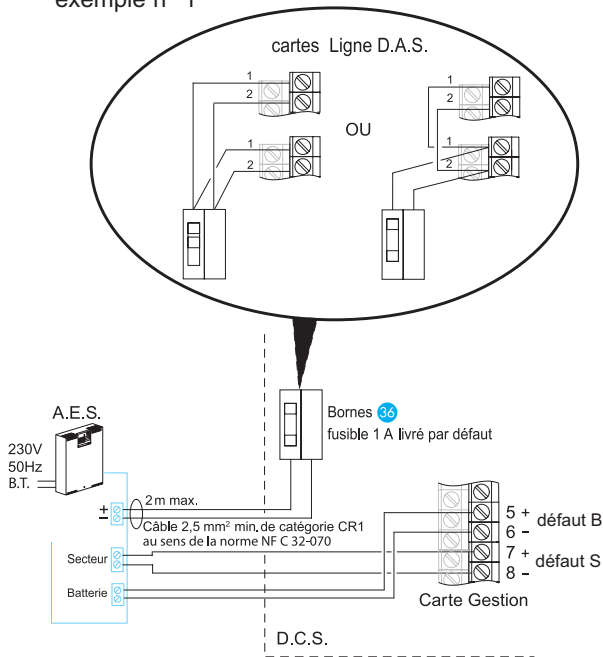 exemple n° 1
cartes Ligne D.A.S.
1
2
1
2
OU
1
2
1
2
A.E.S.
230V
50Hz
B.T.
Bornes 36
fusible 1 A livré par défaut
+
-
2 m max.
Câble 2,5 mm² min. de catégorie CR1
au sens de la norme NF C 32-070
Secteur
Batterie
5 +
6 –
défaut B
7 +
8 –
défaut S
Carte Gestion
D.C.S.